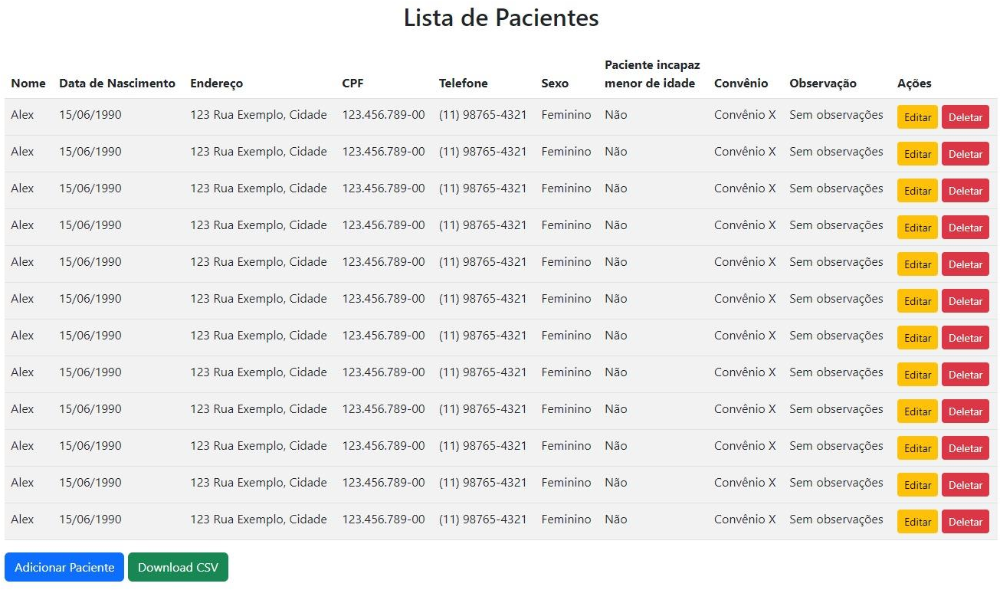 Lista de Pacientes
Nome Data de Nascimento Endereço CPF Telefone Sexo Paciente incapaz menor de idade Convênio Observação Ações
Alex 15/06/1990 123 Rua Exemplo, Cidade 123.456.789-00 (11) 98765-4321 Feminino Não Convênio X Sem observações Editar Deletar
Alex 15/06/1990 123 Rua Exemplo, Cidade 123.456.789-00 (11) 98765-4321 Feminino Não Convênio X Sem observações Editar Deletar
Alex 15/06/1990 123 Rua Exemplo, Cidade 123.456.789-00 (11) 98765-4321 Feminino Não Convênio X Sem observações Editar Deletar
Alex 15/06/1990 123 Rua Exemplo, Cidade 123.456.789-00 (11) 98765-4321 Feminino Não Convênio X Sem observações Editar Deletar
Alex 15/06/1990 123 Rua Exemplo, Cidade 123.456.789-00 (11) 98765-4321 Feminino Não Convênio X Sem observações Editar Deletar
Alex 15/06/1990 123 Rua Exemplo, Cidade 123.456.789-00 (11) 98765-4321 Feminino Não Convênio X Sem observações Editar Deletar
Alex 15/06/1990 123 Rua Exemplo, Cidade 123.456.789-00 (11) 98765-4321 Feminino Não Convênio X Sem observações Editar Deletar
Alex 15/06/1990 123 Rua Exemplo, Cidade 123.456.789-00 (11) 98765-4321 Feminino Não Convênio X Sem observações Editar Deletar
Alex 15/06/1990 123 Rua Exemplo, Cidade 123.456.789-00 (11) 98765-4321 Feminino Não Convênio X Sem observações Editar Deletar
Alex 15/06/1990 123 Rua Exemplo, Cidade 123.456.789-00 (11) 98765-4321 Feminino Não Convênio X Sem observações Editar Deletar
Alex 15/06/1990 123 Rua Exemplo, Cidade 123.456.789-00 (11) 98765-4321 Feminino Não Convênio X Sem observações Editar Deletar
Alex 15/06/1990 123 Rua Exemplo, Cidade 123.456.789-00 (11) 98765-4321 Feminino Não Convênio X Sem observações Editar Deletar
Adicionar Paciente Download CSV